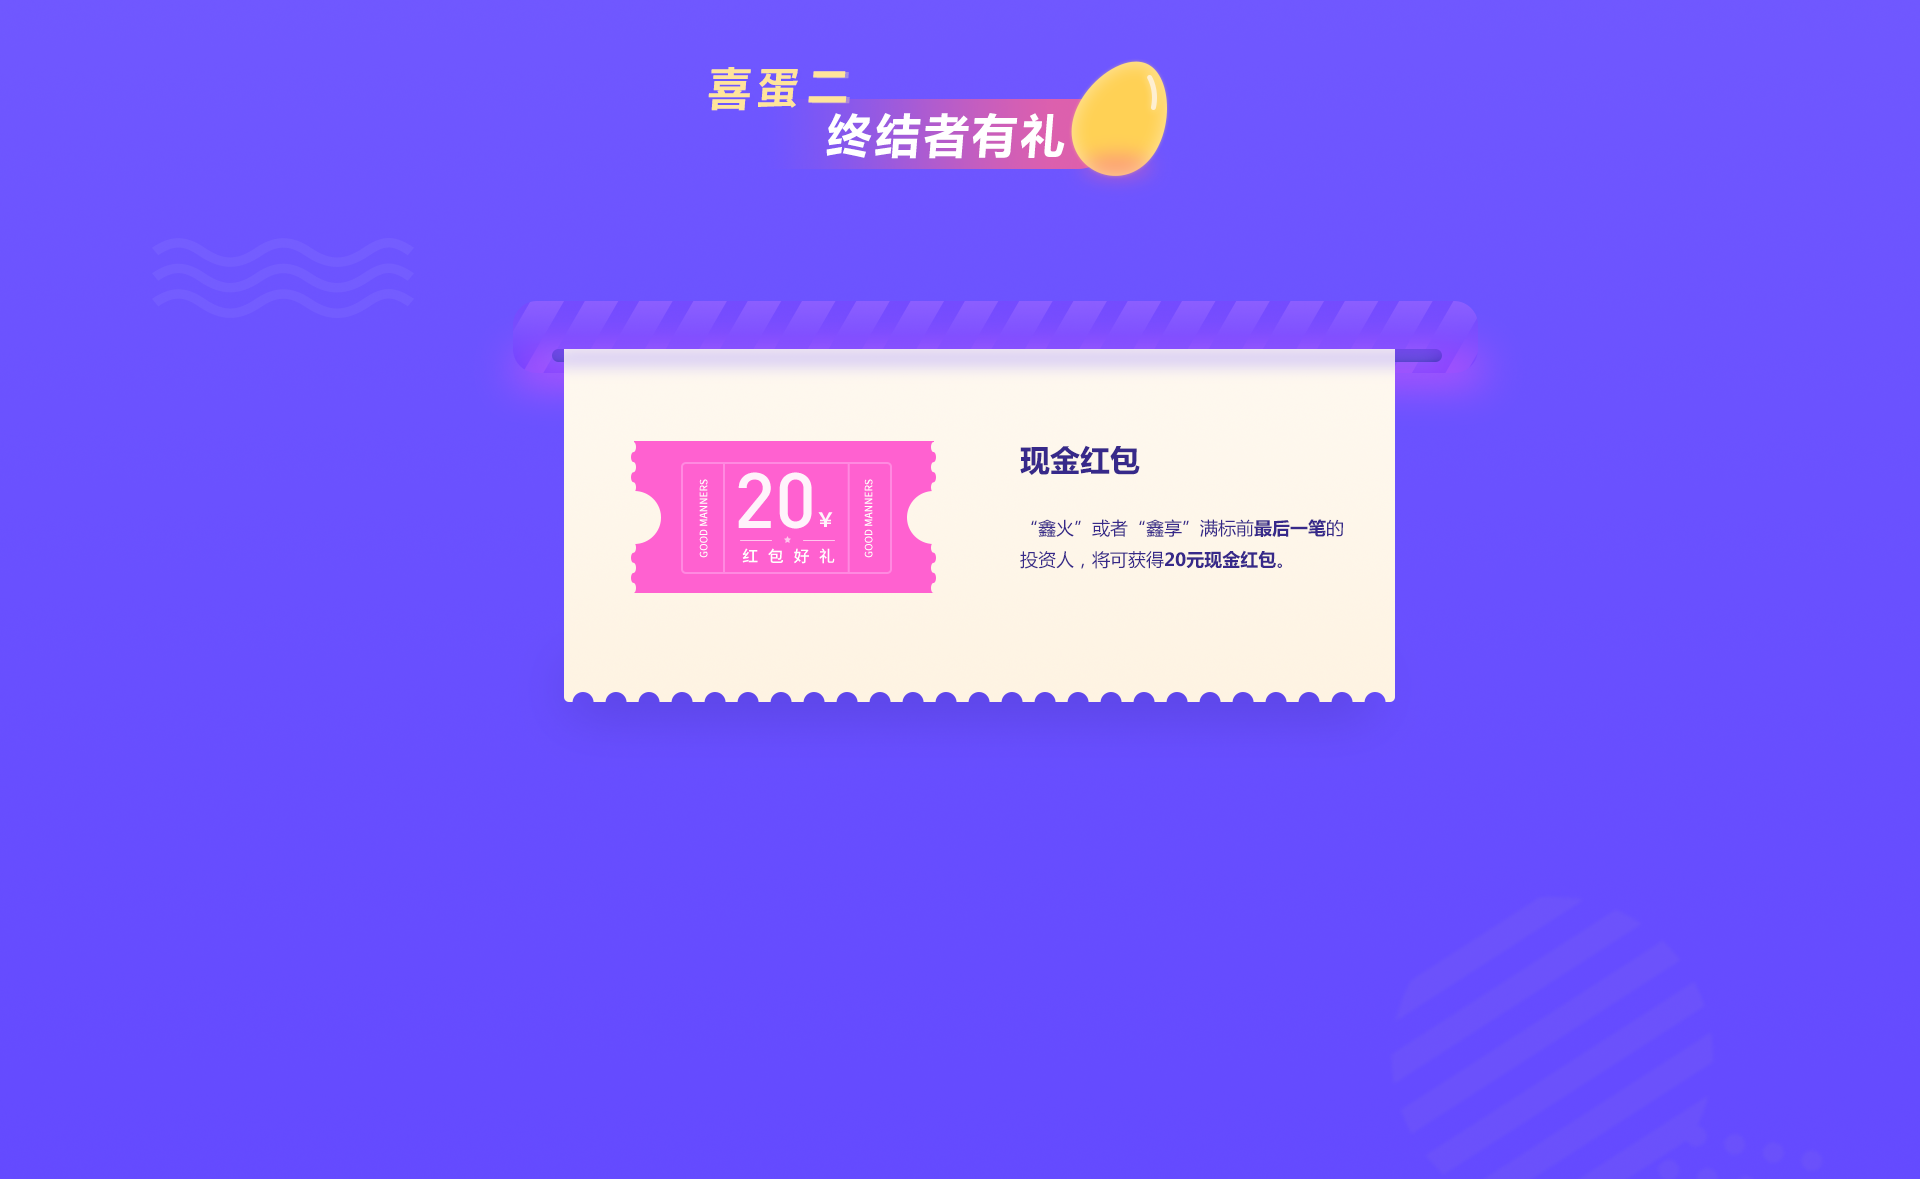 喜蛋二
终结者有礼
GOOD MANNERS
20¥
红包好礼
GOOD MANNERS
现金红包
“鑫火”或者“鑫享”满标前最后一笔的
投资人，将可获得20元现金红包。